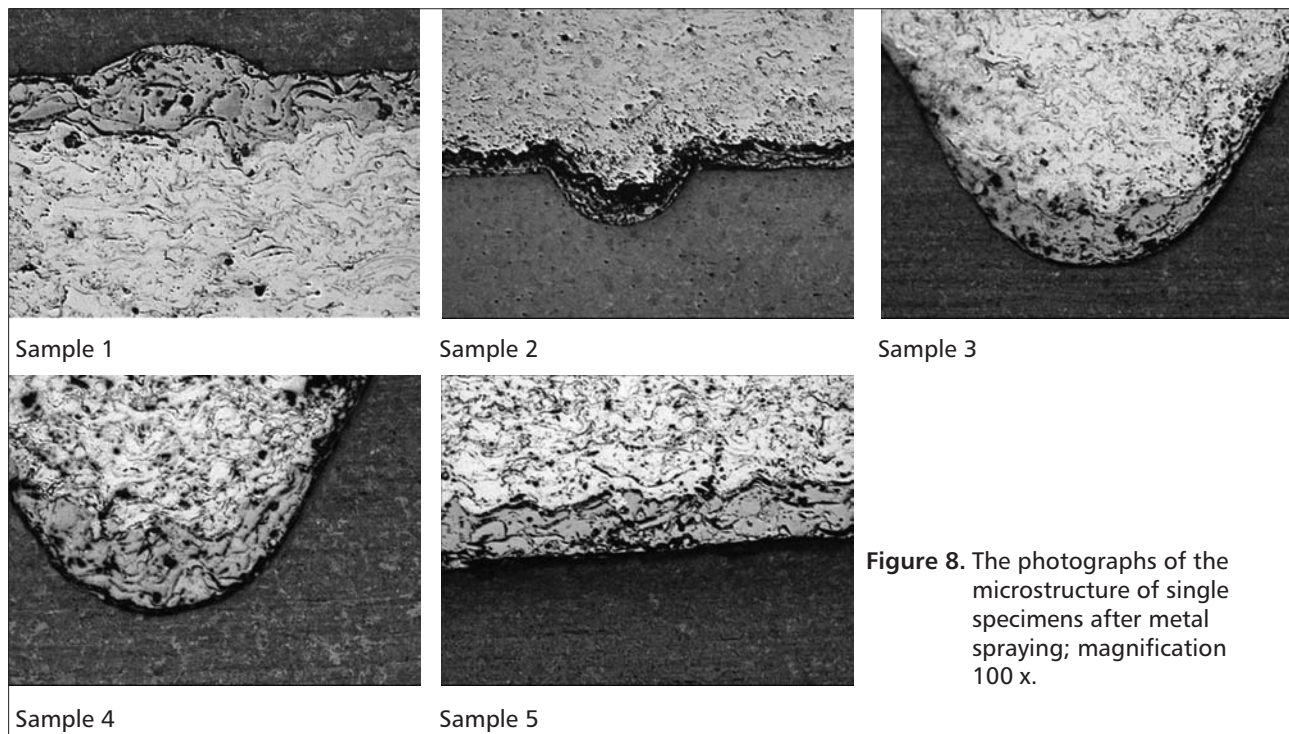 Sample 1
Sample 2
Sample 3
Sample 4
Sample 5
Figure 8. The photographs of the
microstructure of single
specimens after metal
spraying; magnification
100 x.